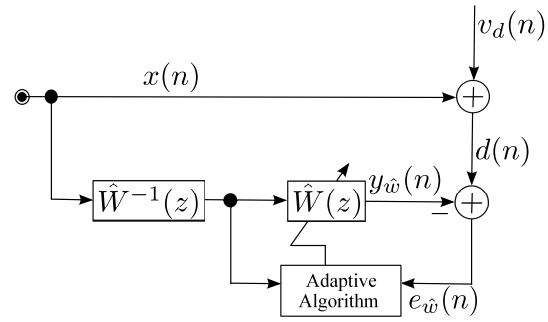 v_d(n)
x(n)
d(n)
Ŵ^{-1}(z)
Ŵ(z)
y_ŵ(n)
Adaptive
Algorithm
e_ŵ(n)